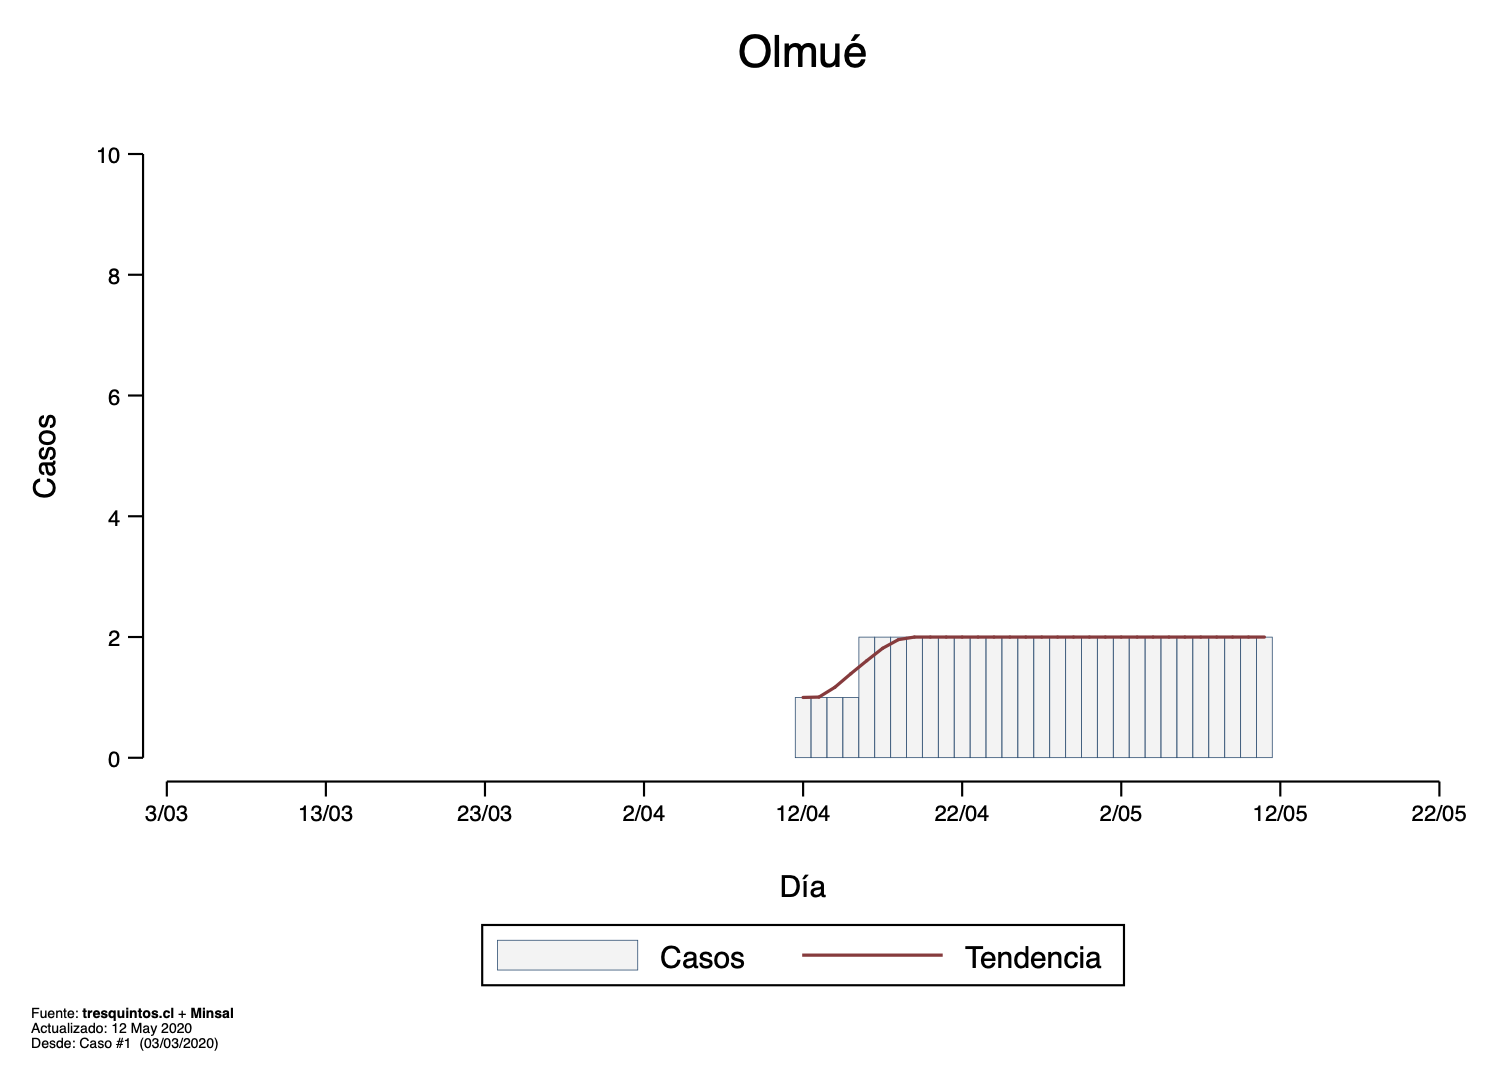 Olmué
10
8
6
4
2
0
Casos
3/03 13/03 23/03 2/04 12/04 22/04 2/05 12/05 22/05
Día
Casos Tendencia
Fuente: tresquintos.cl + Minsal
Actualizado: 12 May 2020
Desde: Caso #1 (03/03/2020)